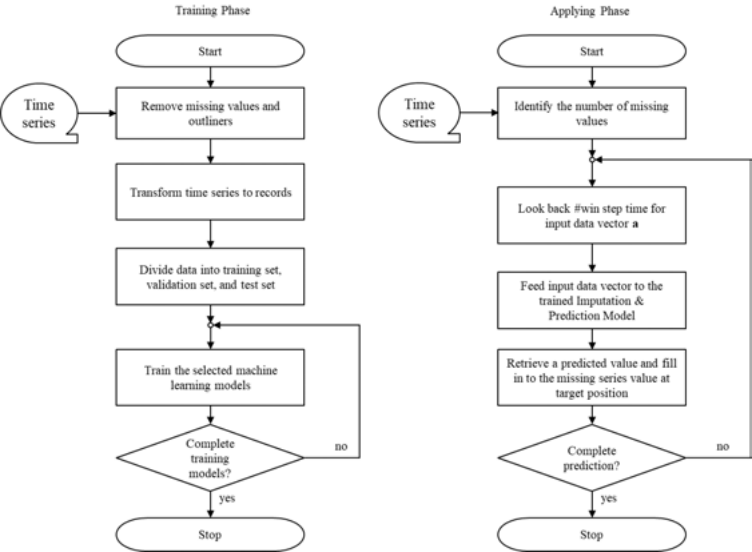 Training Phase
Start
Time
series
Remove missing values and
outliners
Transform time series to records
Divide data into training set,
validation set, and test set
Train the selected machine
learning models
Complete
training
models?
no
yes
Stop
Applying Phase
Start
Time
series
Identify the number of missing
values
Look back #win step time for
input data vector a
Feed input data vector to the
trained Imputation &
Prediction Model
Retrieve a predicted value and fill
in to the missing series value at
target position
Complete
prediction?
no
yes
Stop